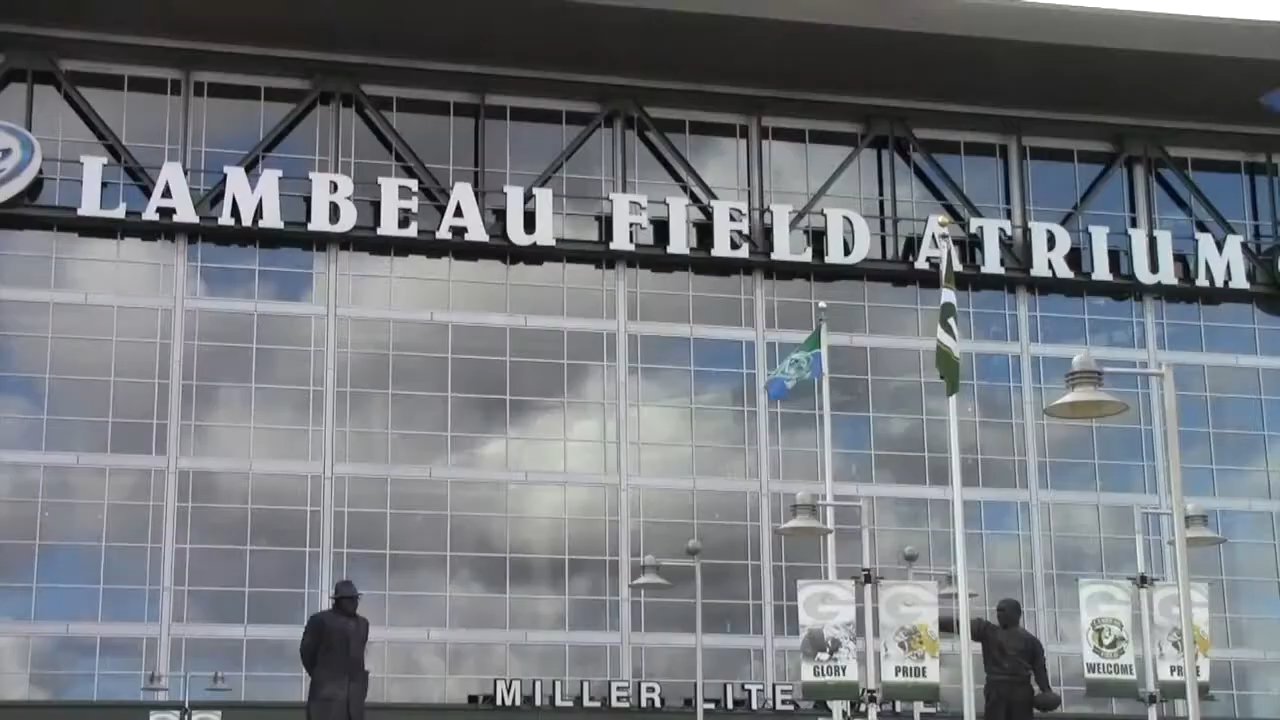 LAMBEAU FIELD ATRIUM
G
G
GLORY
PRIDE
G
G
WELCOME
PRIDE
MILLER LITE